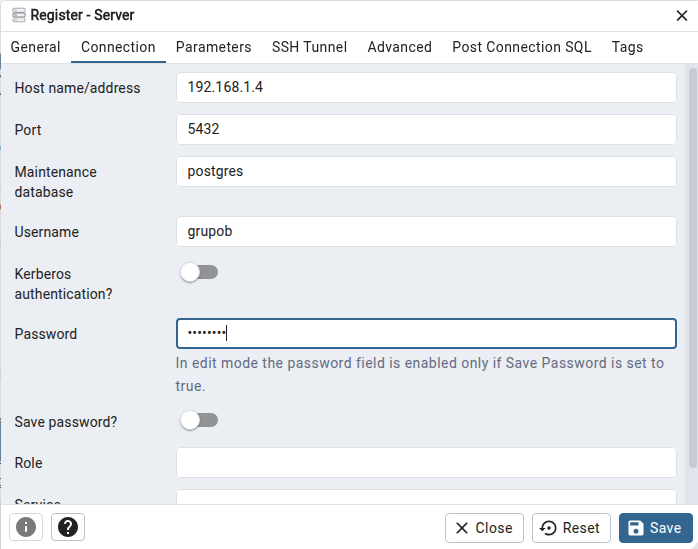 Register - Server
General Connection Parameters SSH Tunnel Advanced Post Connection SQL Tags
Host name/address 192.168.1.4
Port 5432
Maintenance
database
postgres
Username grupob
Kerberos
authentication?
Password ••••••••
In edit mode the password field is enabled only if Save Password is set to
true.
Save password?
Role
Service
Close Reset Save